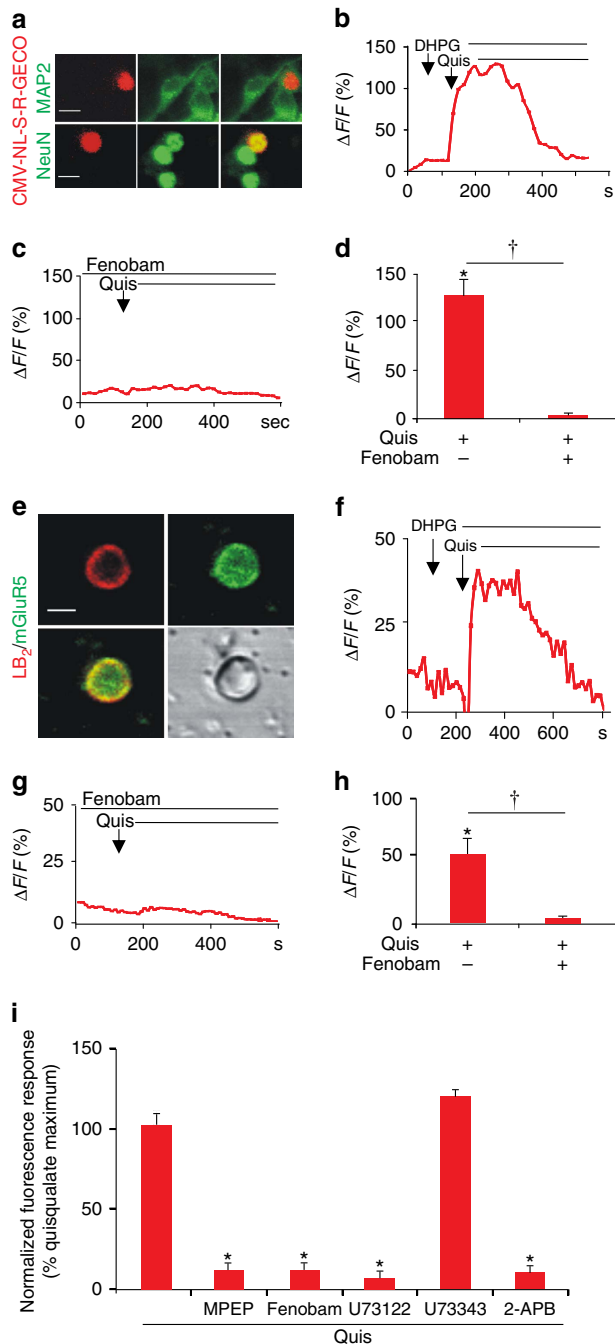 a
CMV-NL-S-R-GECO
MAP2
NeuN
b
DHPG
Quis
ΔF/F (%)
150
100
50
0
0 200 400 s
c
Fenobam
Quis
ΔF/F (%)
150
100
50
0
0 200 400 sec
d
†
*
ΔF/F (%)
150
100
50
0
Quis + +
Fenobam – +
e
LB2/mGluR5
f
DHPG
Quis
ΔF/F (%)
50
25
0
0 200 400 600 s
g
Fenobam
Quis
ΔF/F (%)
50
25
0
0 200 400 s
h
†
*
ΔF/F (%)
100
50
0
Quis + +
Fenobam – +
i
Normalized fluorescence response
(% quisqualate maximum)
150
100
50
0
* * * *
MPEP Fenobam U73122 U73343 2-APB
Quis